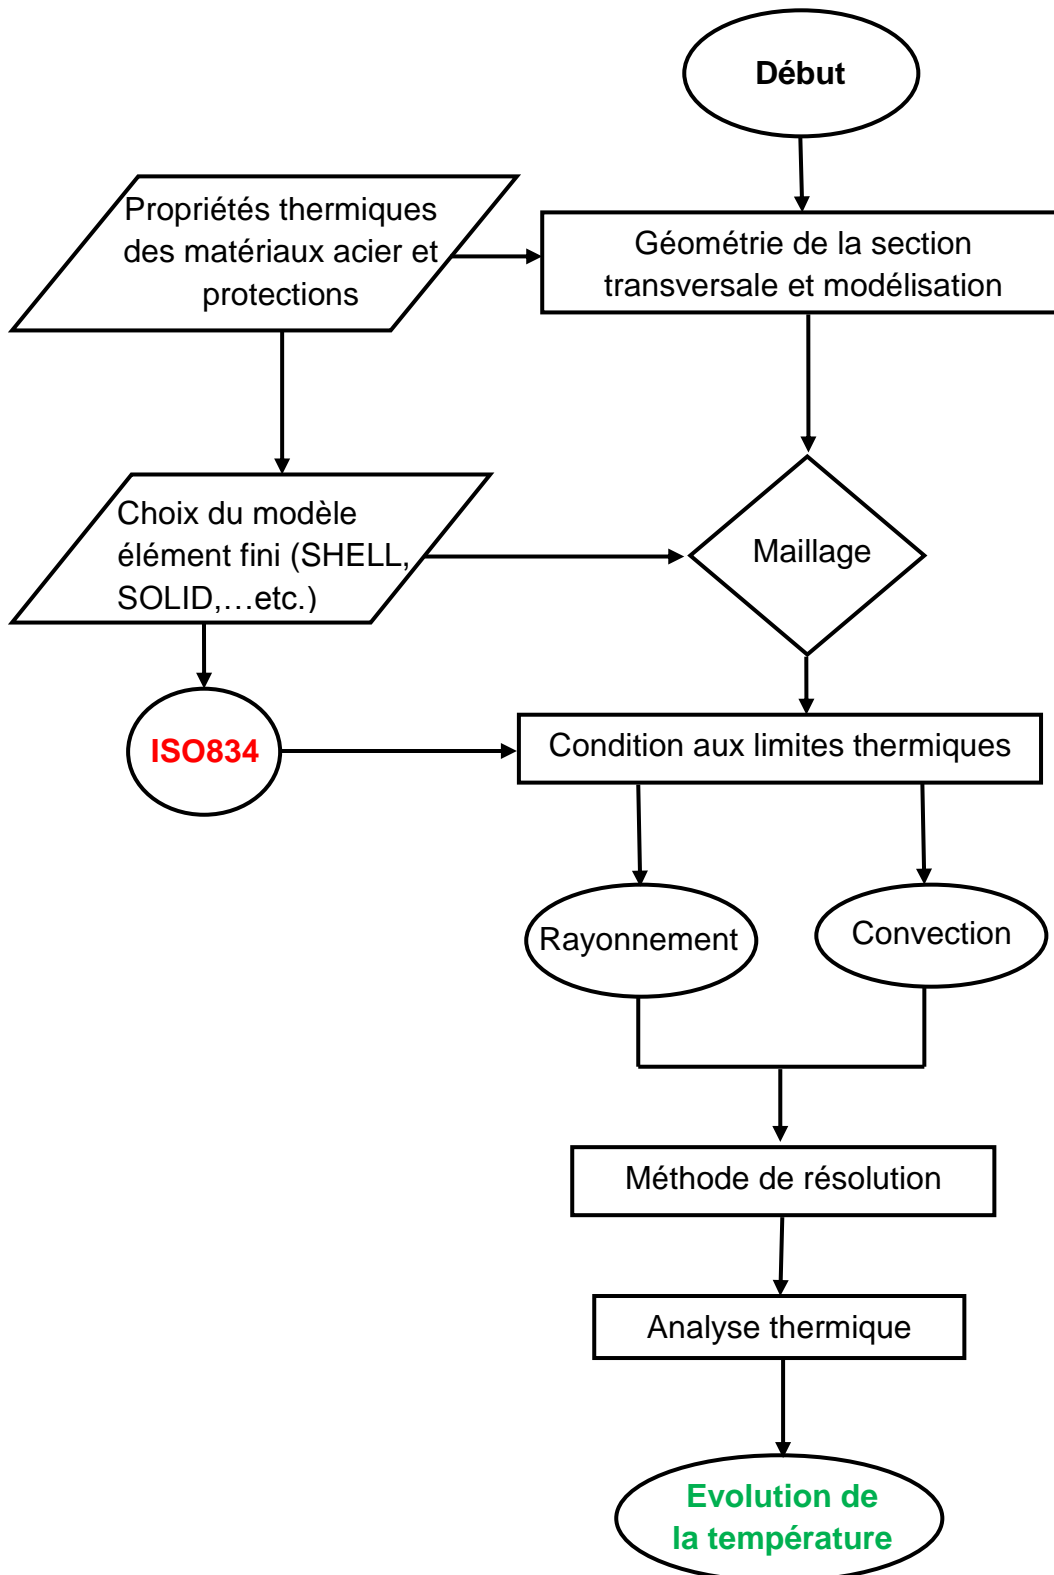 Début
Propriétés thermiques
des matériaux acier et
protections
Géométrie de la section
transversale et modélisation
Choix du modèle
élément fini (SHELL,
SOLID,…etc.)
Maillage
ISO834
Condition aux limites thermiques
Rayonnement
Convection
Méthode de résolution
Analyse thermique
Evolution de
la température